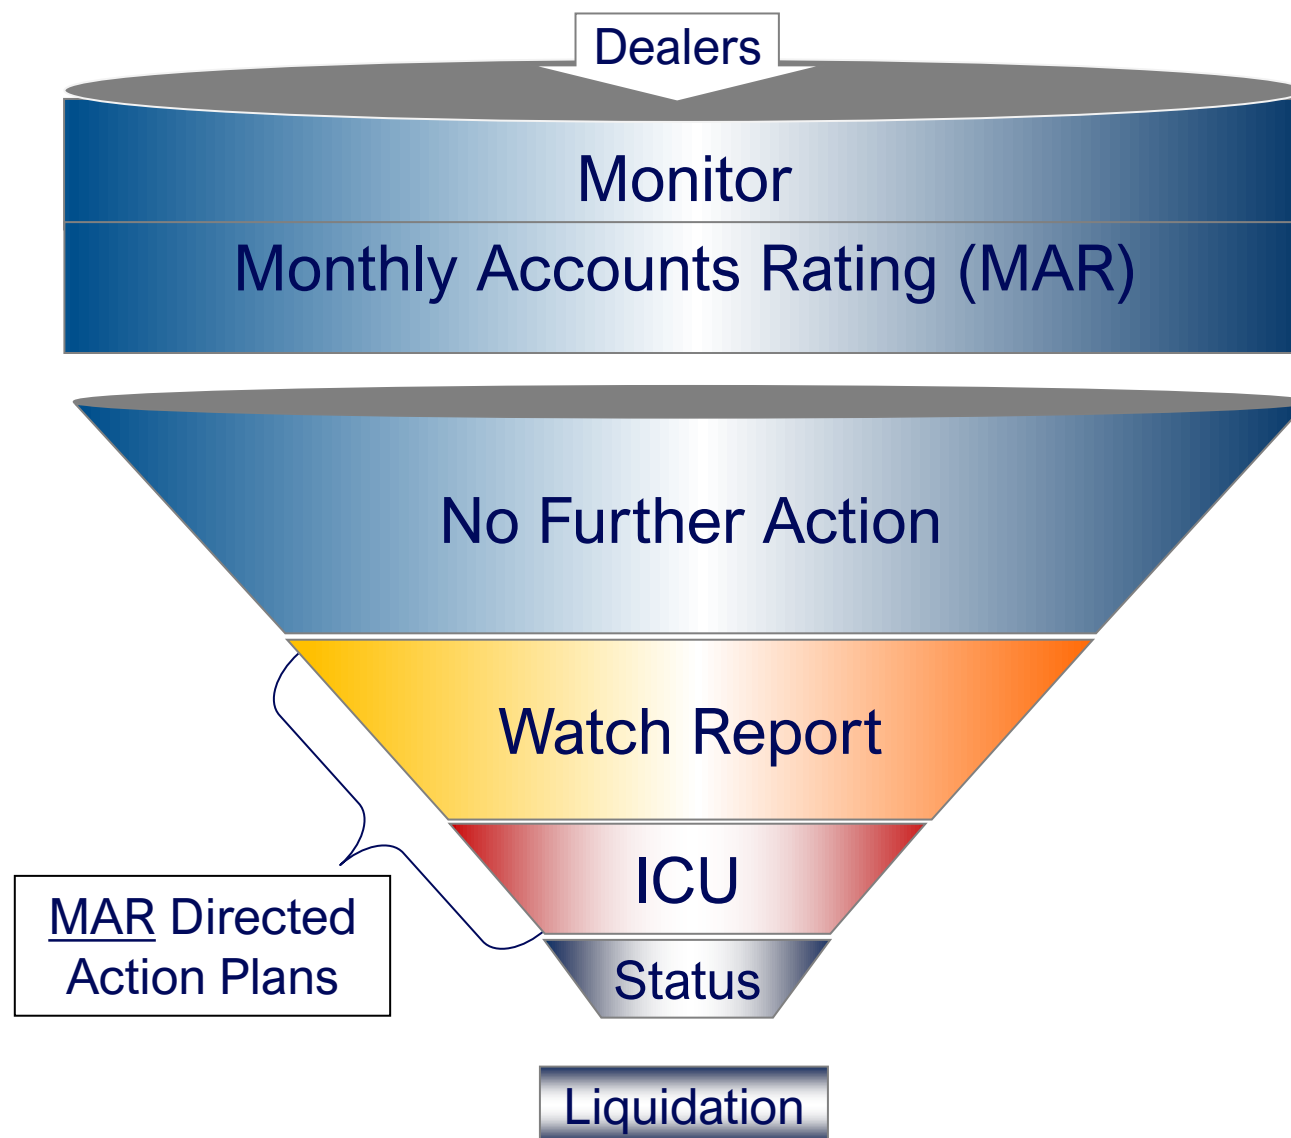 Dealers
Monitor
Monthly Accounts Rating (MAR)
No Further Action
Watch Report
ICU
MAR Directed
Action Plans
Status
Liquidation